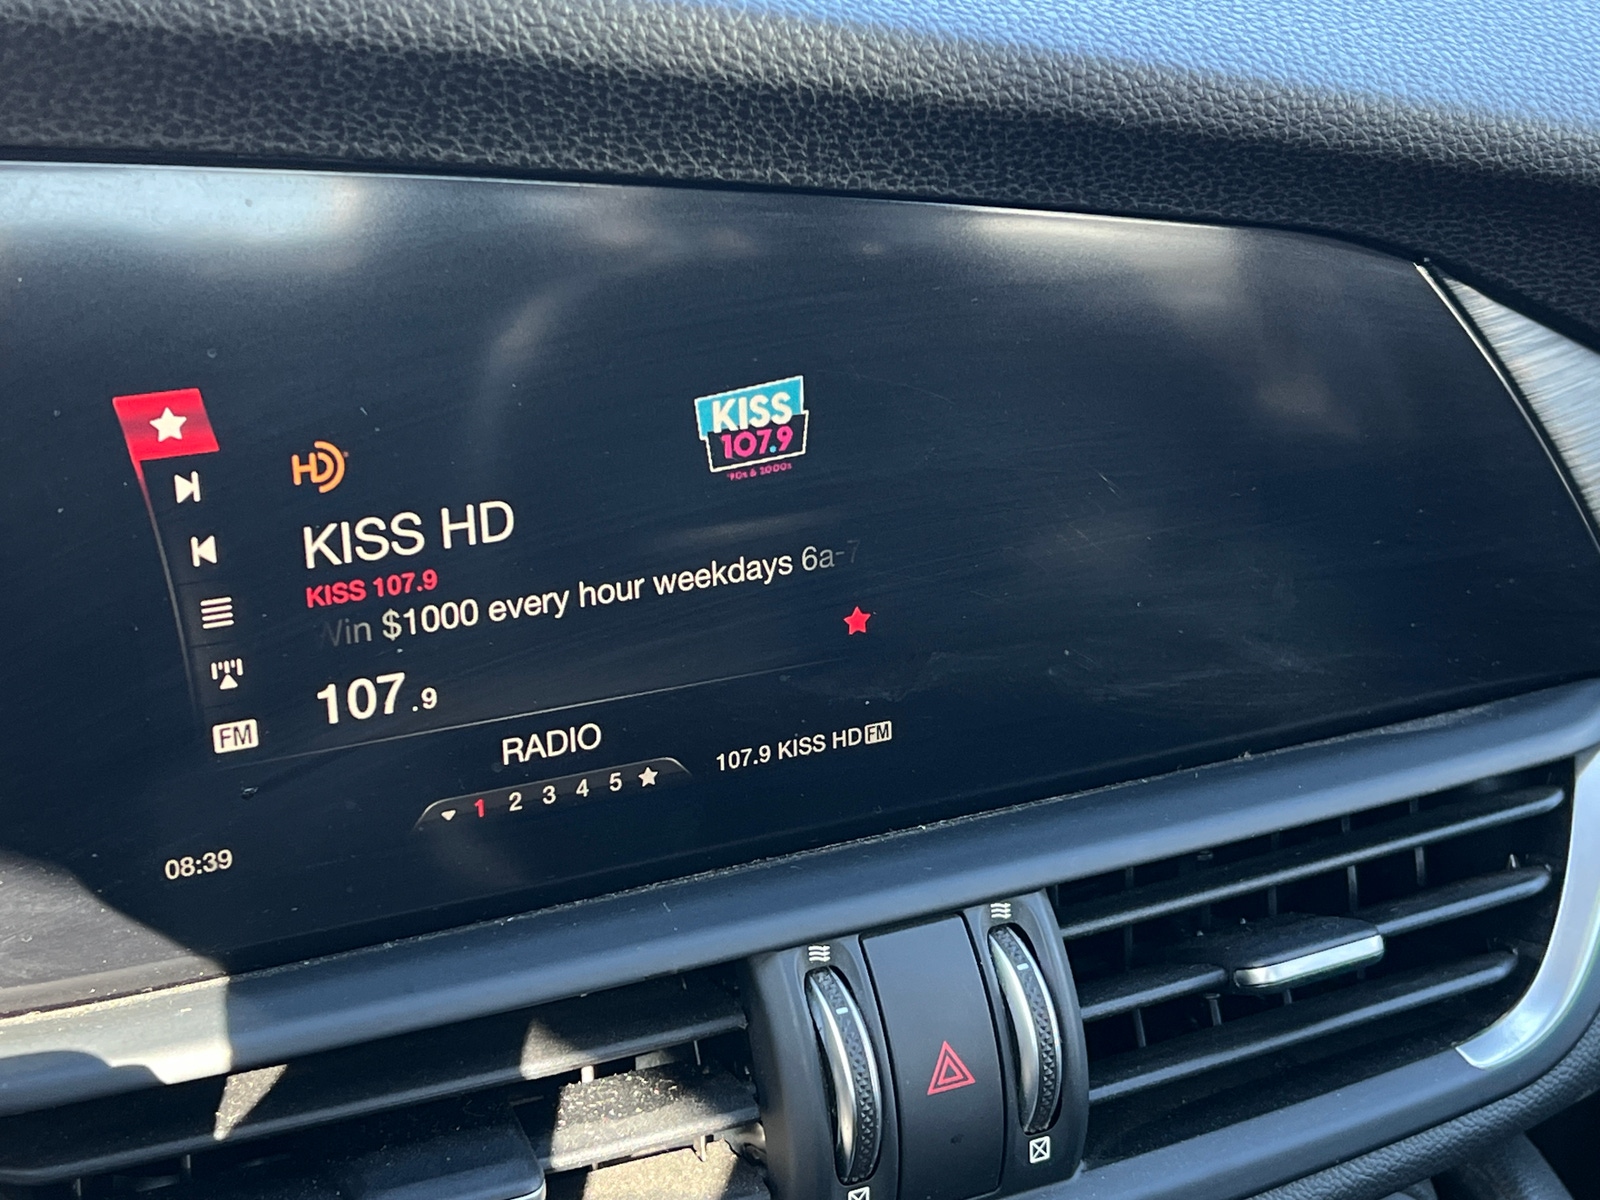 KISS
107.9
'90s & 2000s
HD
KISS HD
KISS 107.9
Win $1000 every hour weekdays 6a-7
107.9
FM
RADIO
107.9 KISS HD FM
1 2 3 4 5
08:39